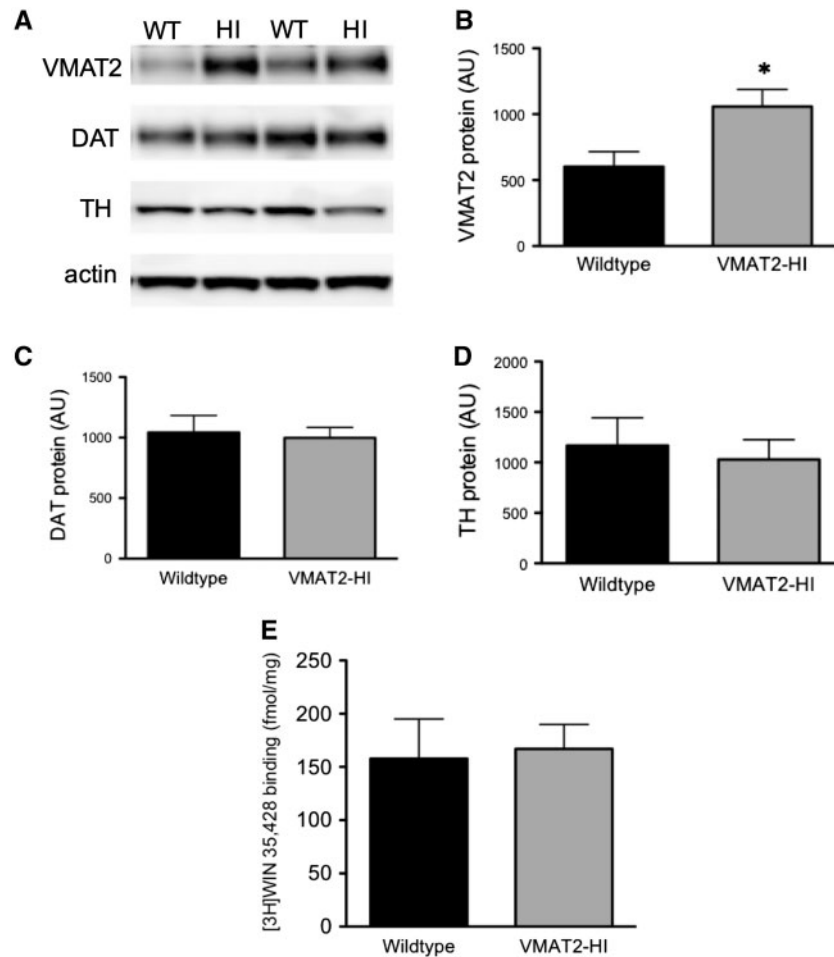 A
WT HI WT HI
VMAT2
DAT
TH
actin
B
VMAT2 protein (AU)
1500
1000
500
0
*
Wildtype VMAT2-HI
C
DAT protein (AU)
1500
1000
500
0
Wildtype VMAT2-HI
D
TH protein (AU)
2000
1500
1000
500
0
Wildtype VMAT2-HI
E
[3H]WIN 35,428 binding (fmol/mg)
250
200
150
100
50
0
Wildtype VMAT2-HI